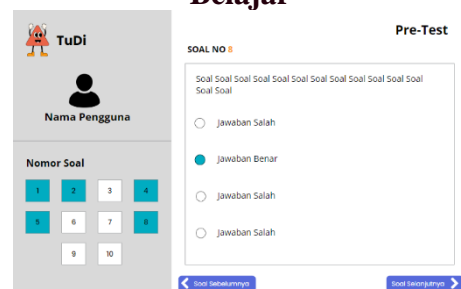 Belajar
TuDi
Nama Pengguna
Nomor Soal
1 2 3 4
5 6 7 8
9 10
Pre-Test
SOAL NO 8
Soal Soal Soal Soal Soal Soal Soal Soal Soal Soal Soal Soal
Soal Soal
Jawaban Salah
Jawaban Benar
Jawaban Salah
Jawaban Salah
Soal Sebelumnya
Soal Selanjutnya